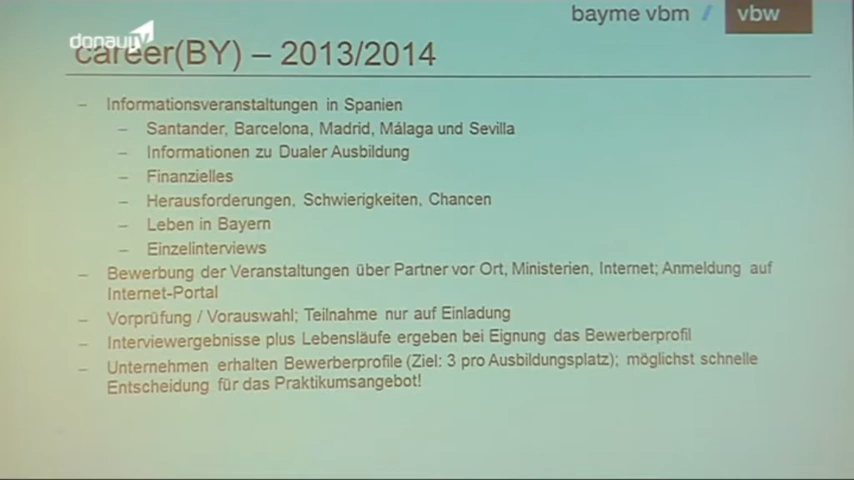 bayme vbm / vbw
donau tv
career(BY) – 2013/2014
– Informationsveranstaltungen in Spanien
– Santander, Barcelona, Madrid, Málaga und Sevilla
– Informationen zu Dualer Ausbildung
– Finanzielles
– Herausforderungen, Schwierigkeiten, Chancen
– Leben in Bayern
– Einzelinterviews
– Bewerbung der Veranstaltungen über Partner vor Ort, Ministerien, Internet; Anmeldung auf
Internet-Portal
– Vorprüfung / Vorauswahl; Teilnahme nur auf Einladung
– Interviewergebnisse plus Lebensläufe ergeben bei Eignung das Bewerberprofil
– Unternehmen erhalten Bewerberprofile (Ziel: 3 pro Ausbildungsplatz); möglichst schnelle
Entscheidung für das Praktikumsangebot!